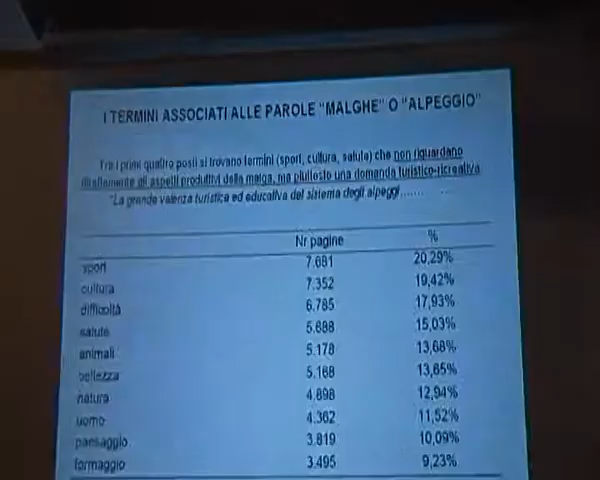 I TERMINI ASSOCIATI ALLE PAROLE "MALGHE" O "ALPEGGIO"
Tra i primi quattro posti si trovano termini (sport, cultura, salute) che non riguardano
direttamente gli aspetti produttivi della malga, ma piuttosto una domanda turistico-ricreativa
"La grande valenza turistica ed educativa del sistema degli alpeggi.......
Nr pagine %
sport 7.681 20,29%
cultura 7.352 19,42%
difficoltà 6.785 17,93%
salute 5.688 15,03%
animali 5.178 13,68%
bellezza 5.168 13,65%
natura 4.898 12,94%
uomo 4.362 11,52%
paesaggio 3.819 10,09%
formaggio 3.495 9,23%